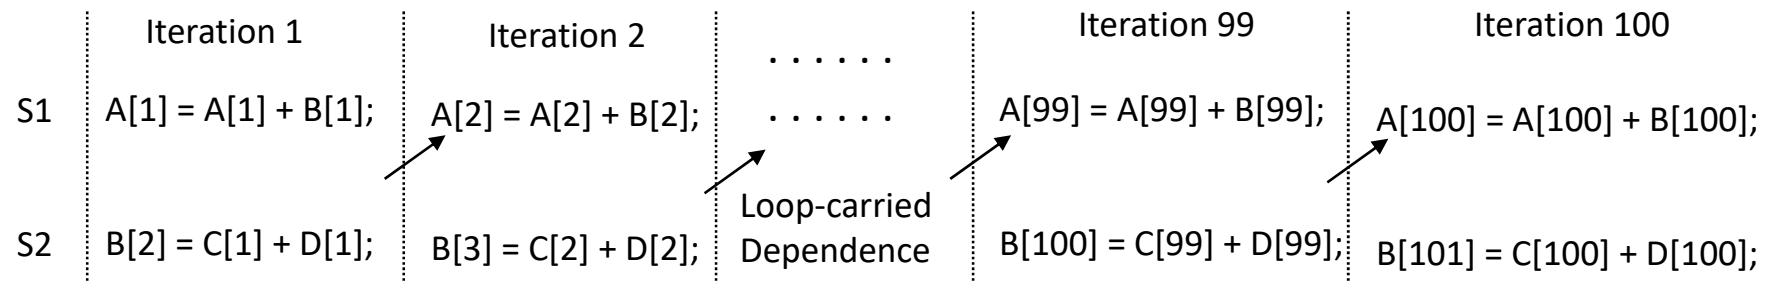 Iteration 1
Iteration 2
. . . . . .
Iteration 99
Iteration 100
S1
A[1] = A[1] + B[1];
A[2] = A[2] + B[2];
. . . . . .
A[99] = A[99] + B[99];
A[100] = A[100] + B[100];
Loop-carried
Dependence
S2
B[2] = C[1] + D[1];
B[3] = C[2] + D[2];
B[100] = C[99] + D[99];
B[101] = C[100] + D[100];